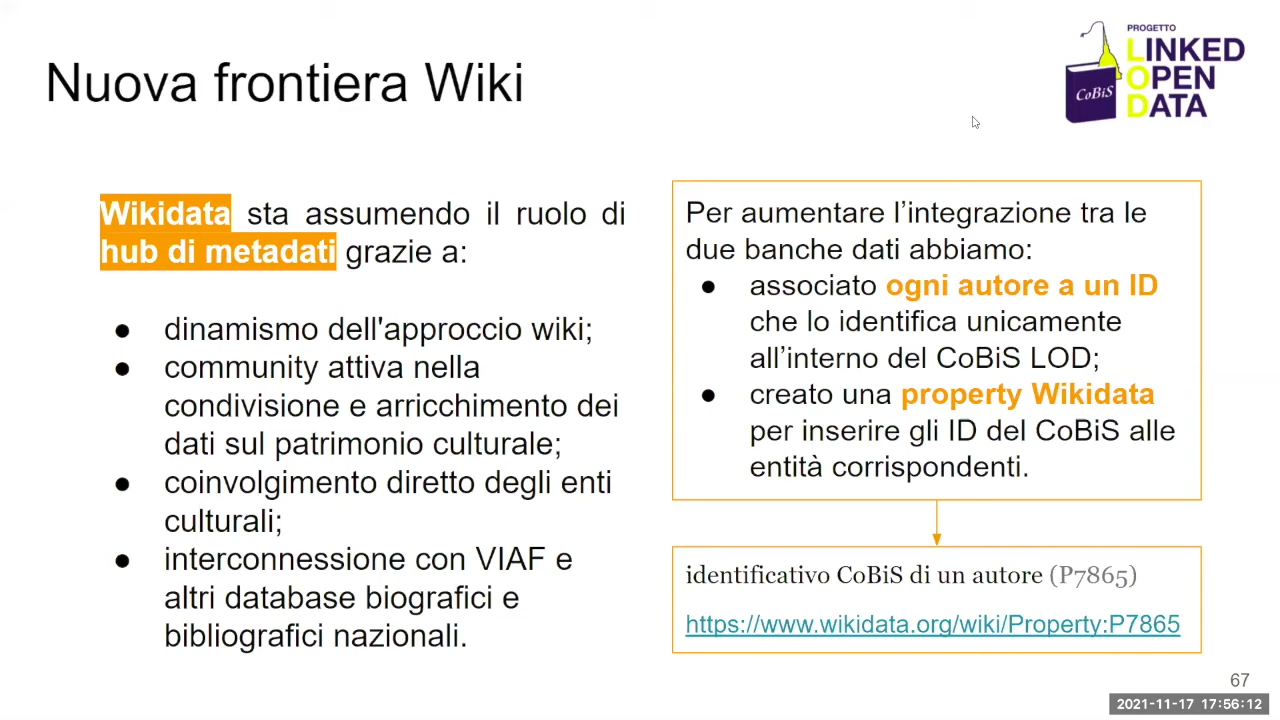 Nuova frontiera Wiki
PROGETTO
LINKED
OPEN
DATA
CoBiS
Wikidata sta assumendo il ruolo di
hub di metadati grazie a:
● dinamismo dell'approccio wiki;
● community attiva nella
condivisione e arricchimento dei
dati sul patrimonio culturale;
● coinvolgimento diretto degli enti
culturali;
● interconnessione con VIAF e
altri database biografici e
bibliografici nazionali.
Per aumentare l’integrazione tra le
due banche dati abbiamo:
● associato ogni autore a un ID
che lo identifica unicamente
all’interno del CoBiS LOD;
● creato una property Wikidata
per inserire gli ID del CoBiS alle
entità corrispondenti.
identificativo CoBiS di un autore (P7865)
https://www.wikidata.org/wiki/Property:P7865
67
2021-11-17 17:56:12